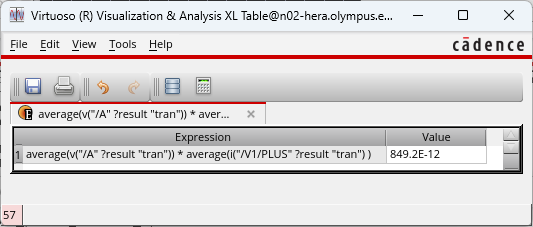 Virtuoso (R) Visualization & Analysis XL Table@n02-hera.olympus.e...
File Edit View Tools Help
cādence
E average(v("/A" ?result "tran")) * aver...
Expression Value
1 average(v("/A" ?result "tran")) * average(i("/V1/PLUS" ?result "tran") ) 849.2E-12
57